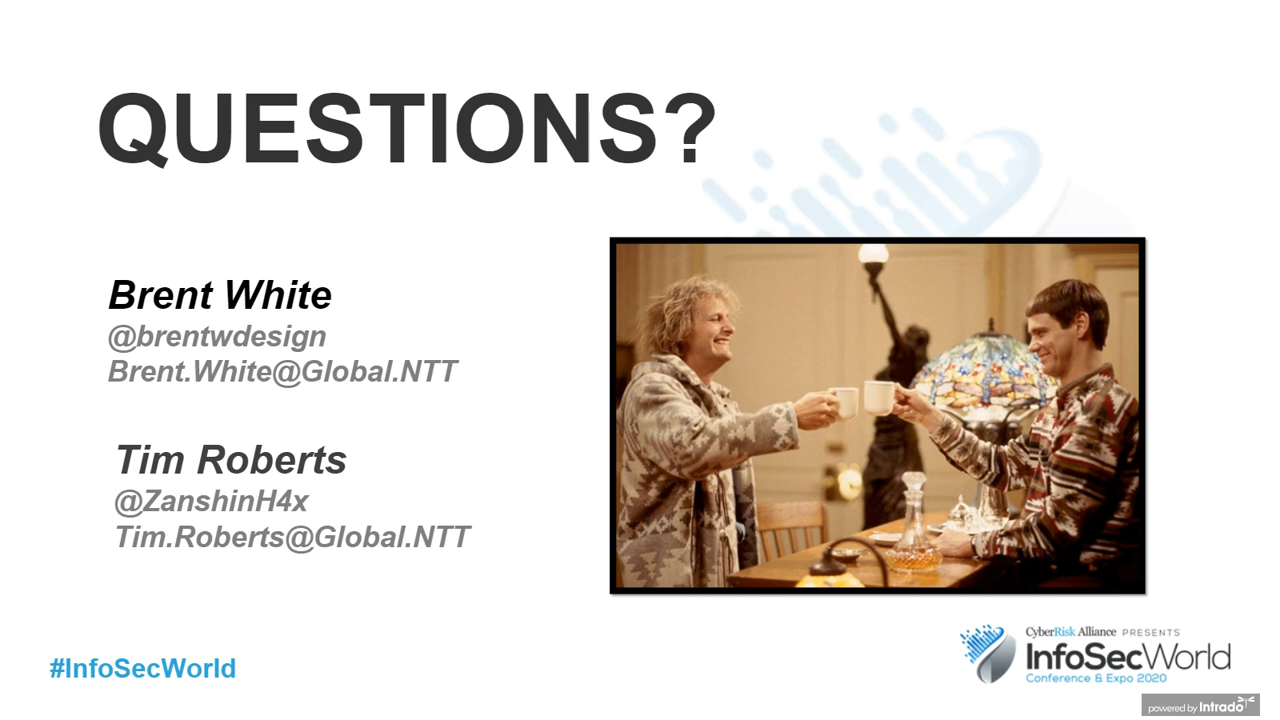 QUESTIONS?
Brent White
@brentwdesign
Brent.White@Global.NTT
Tim Roberts
@ZanshinH4x
Tim.Roberts@Global.NTT
#InfoSecWorld
CyberRisk Alliance PRESENTS
InfoSecWorld
Conference & Expo 2020
powered by Intrado